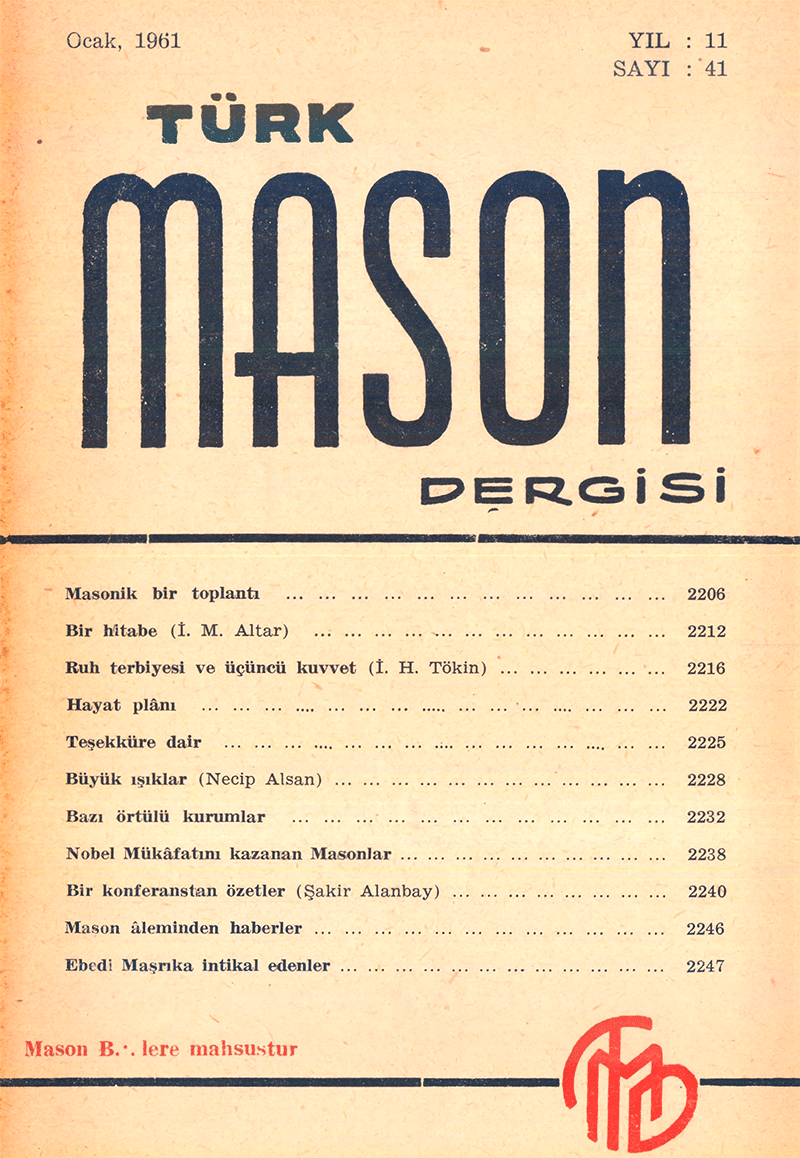 Ocak, 1961 YIL : 11
SAYI : 41
TÜRK
MASON
DERGİSİ
Masonik bir toplantı ... ... ... ... ... ... ... ... ... ... ... ... 2206
Bir hitabe (İ. M. Altar) ... ... ... ... ... ... ... ... ... ... ... 2212
Ruh terbiyesi ve üçüncü kuvvet (İ. H. Tökin) ... ... ... ... ... ... 2216
Hayat plânı ... ... ... .... ... ... ... ..... ... ... ... .... ... ... ... 2222
Teşekküre dair ... ... ... .... ... ... ... .... ... ... ... ... .... ... ... 2225
Büyük ışıklar (Necip Alsan) ... ... ... ... ... ... ... ... ... ... ... 2228
Bazı örtülü kurumlar ... ... ... ... ... ... ... ... ... ... ... ... 2232
Nobel Mükâfatını kazanan Masonlar ... ... ... ... ... ... ... ... ... 2238
Bir konferanstan özetler (Şakir Alanbay) ... ... ... ... ... ... ... 2240
Mason âleminden haberler ... ... ... ... ... ... ... ... ... ... ... 2246
Ebedi Maşrıka intikal edenler ... ... ... ... ... ... ... ... ... ... ... 2247
Mason B.·. lere mahsustur
TMD